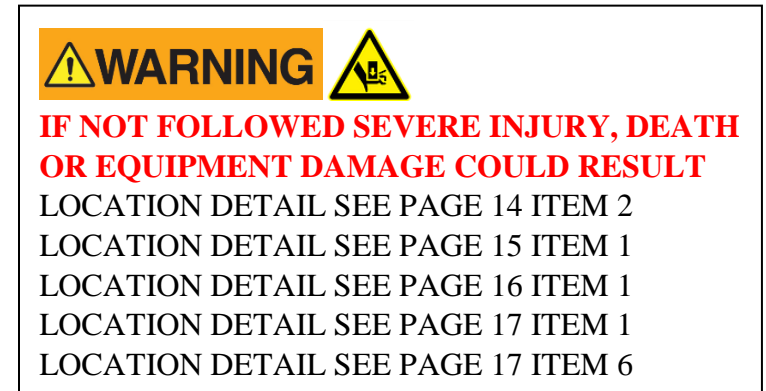 WARNING
IF NOT FOLLOWED SEVERE INJURY, DEATH
OR EQUIPMENT DAMAGE COULD RESULT
LOCATION DETAIL SEE PAGE 14 ITEM 2
LOCATION DETAIL SEE PAGE 15 ITEM 1
LOCATION DETAIL SEE PAGE 16 ITEM 1
LOCATION DETAIL SEE PAGE 17 ITEM 1
LOCATION DETAIL SEE PAGE 17 ITEM 6